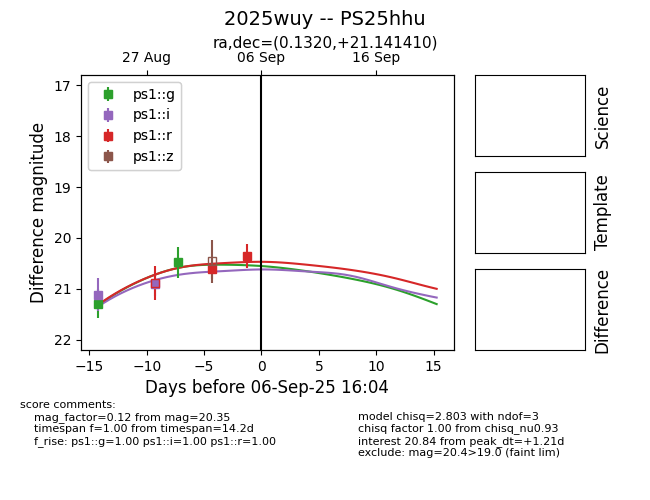 2025wuy -- PS25hhu
ra,dec=(0.1320,+21.141410)
27 Aug 06 Sep 16 Sep
ps1::g
ps1::i
ps1::r
ps1::z
17
18
19
20
21
22
Difference magnitude
−15 −10 −5 0 5 10 15
Days before 06-Sep-25 16:04
Science
Template
Difference
score comments:
mag_factor=0.12 from mag=20.35
timespan f=1.00 from timespan=14.2d
f_rise: ps1::g=1.00 ps1::i=1.00 ps1::r=1.00
model chisq=2.803 with ndof=3
chisq factor 1.00 from chisq_nu0.93
interest 20.84 from peak_dt=+1.21d
exclude: mag=20.4>19.0 (faint lim)